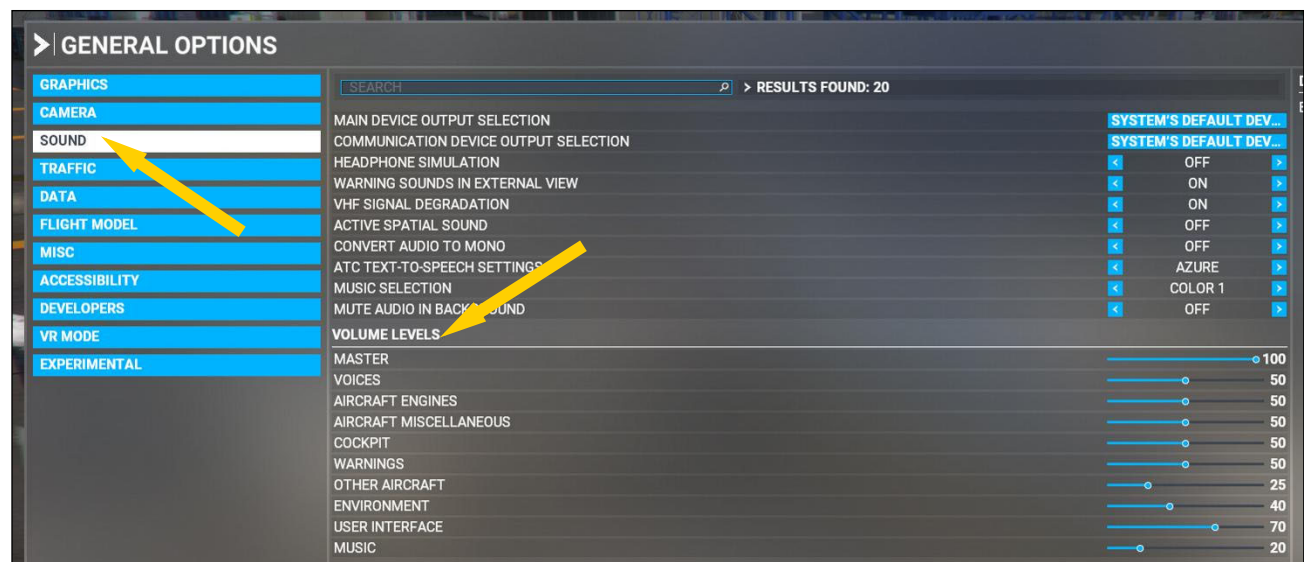 GENERAL OPTIONS
GRAPHICS
CAMERA
SOUND
TRAFFIC
DATA
FLIGHT MODEL
MISC
ACCESSIBILITY
DEVELOPERS
VR MODE
EXPERIMENTAL
SEARCH > RESULTS FOUND: 20
MAIN DEVICE OUTPUT SELECTION SYSTEM'S DEFAULT DEV...
COMMUNICATION DEVICE OUTPUT SELECTION SYSTEM'S DEFAULT DEV...
HEADPHONE SIMULATION < OFF >
WARNING SOUNDS IN EXTERNAL VIEW < ON >
VHF SIGNAL DEGRADATION < ON >
ACTIVE SPATIAL SOUND < OFF >
CONVERT AUDIO TO MONO < OFF >
ATC TEXT-TO-SPEECH SETTINGS < AZURE >
MUSIC SELECTION < COLOR 1 >
MUTE AUDIO IN BACKGROUND < OFF >
VOLUME LEVELS
MASTER 100
VOICES 50
AIRCRAFT ENGINES 50
AIRCRAFT MISCELLANEOUS 50
COCKPIT 50
WARNINGS 50
OTHER AIRCRAFT 25
ENVIRONMENT 40
USER INTERFACE 70
MUSIC 20